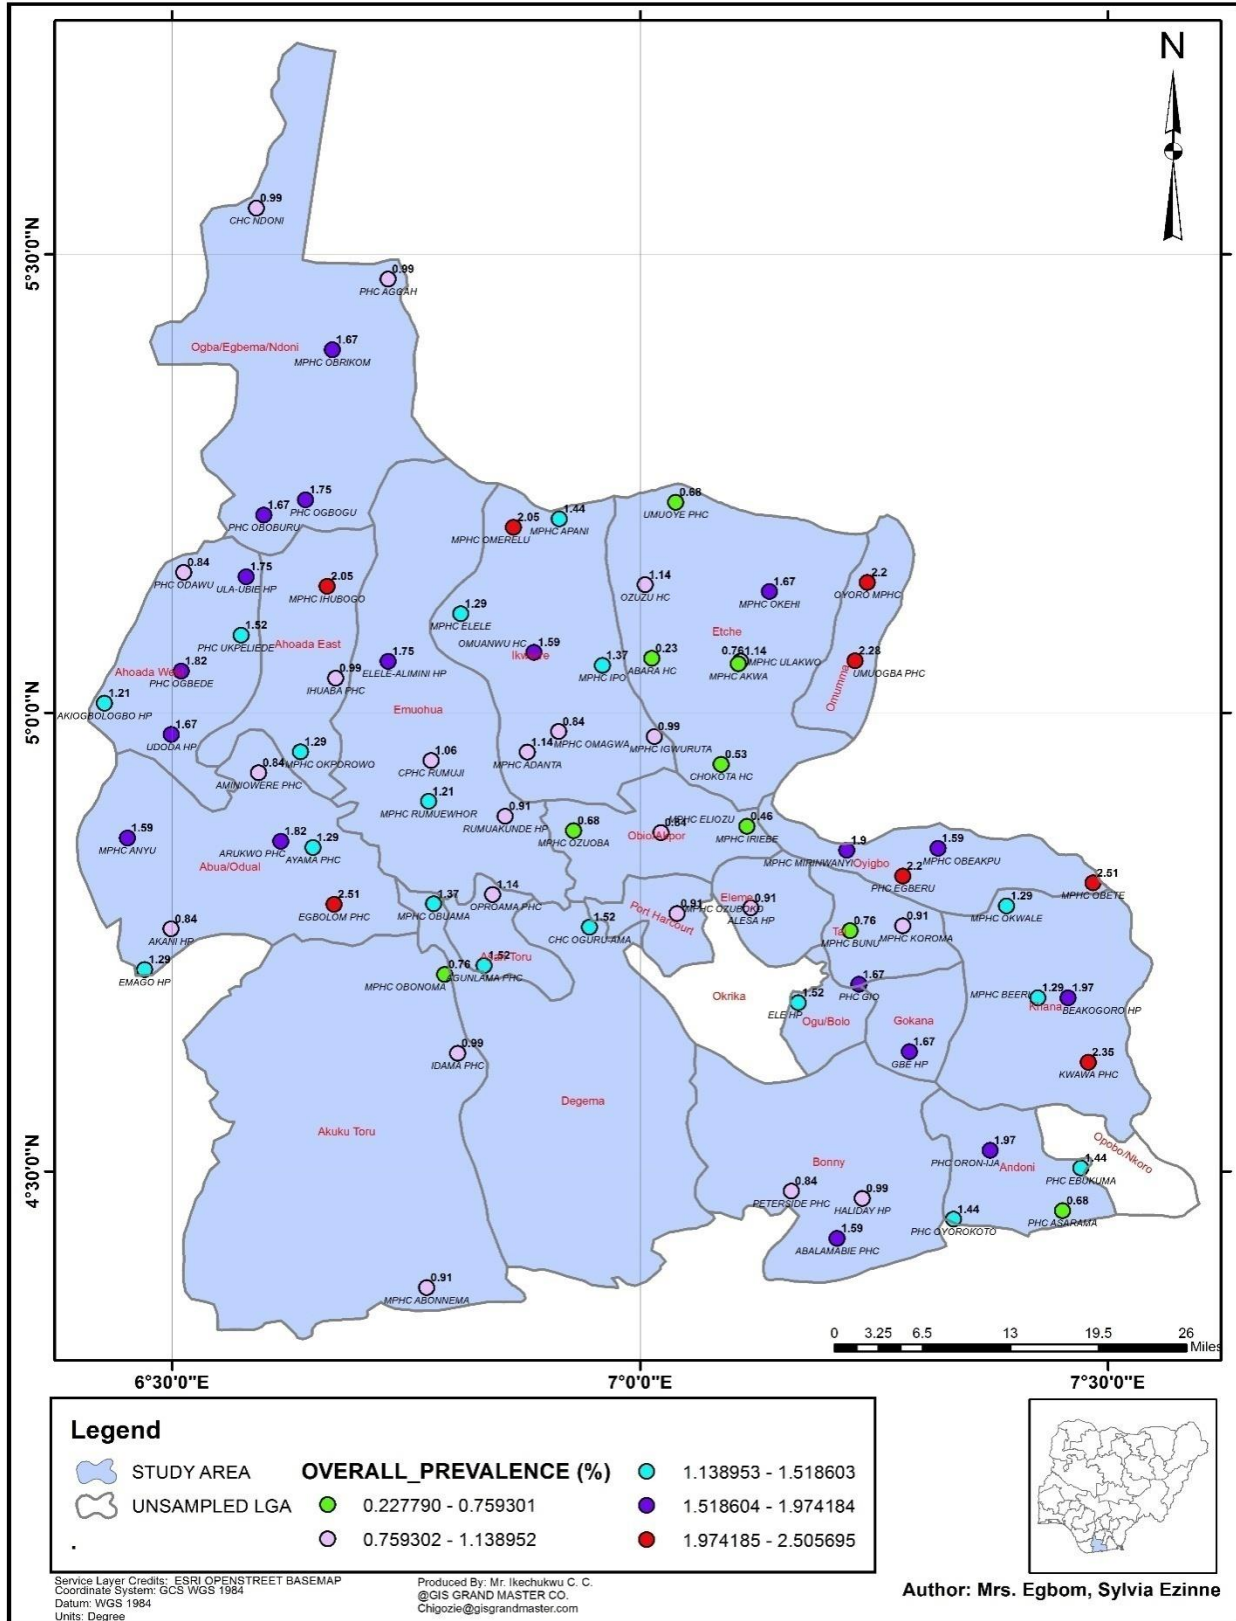 N
5°30'0"N
5°0'0"N
4°30'0"N
0.99
CHC NDONI
0.99
PHC AGGAH
Ogba/Egbema/Ndoni
1.67
MPHC OBRIKOM
1.75
PHC OGBOGU
1.67
PHC OBOBURU
0.84
PHC ODAWU
1.75
ULA-UBIE HP
2.05
MPHC IHUBOGO
1.52
PHC UKPELIEDE
Ahoada East
1.82
PHC OGBEDE
1.21
AKIOGBOLOGBO HP
1.67
UDODA HP
0.99
IHUABA PHC
1.75
ELELE-ALIMINI HP
Emuohua
1.29
MPHC OKPOROWO
0.84
AMINIOWERE PHC
1.06
CPHC RUMUJI
1.21
MPHC RUMUEWHOR
0.91
RUMUAKUNDE HP
2.05
MPHC OMERELU
1.44
MPHC APANI
1.29
MPHC ELELE
1.59
OMUANWU HC
1.37
MPHC IPO
0.84
MPHC OMAGWA
1.14
MPHC ADANTA
0.68
UMUOYE PHC
1.14
OZUZU HC
1.67
MPHC OKEHI
Etche
0.23
ABARA HC
0.76
MPHC AKWA
1.14
MPHC ULAKWO
0.99
MPHC IGWURUTA
0.53
CHOKOTA HC
2.2
OYORO MPHC
2.28
UMUOGBA PHC
Omumma
1.59
MPHC ANYU
1.82
ARUKWO PHC
1.29
AYAMA PHC
Abua/Odual
2.51
EGBOLOM PHC
0.84
AKANI HP
1.29
EMAGO HP
0.68
MPHC OZUOBA
Obio/Akpor
0.84
MPHC ELIOZU
0.46
MPHC IRIEBE
1.9
MPHC MIRINWANYI
Oyigbo
1.59
MPHC OBEAKPU
2.2
PHC EGBERU
2.51
MPHC OBETE
1.29
MPHC OKWALE
1.37
MPHC OBUAMA
1.14
OPROAMA PHC
1.52
CHC OGURU AMA
0.91
MPHC OZUBOKO
Port Harcourt
Eleme
0.91
ALESA HP
0.76
MPHC BUNU
0.91
MPHC KOROMA
0.76
MPHC OBONOMA
1.52
AGUNLAMA PHC
0.99
IDAMA PHC
Okrika
1.52
ELE HP
Ogu/Bolo
1.67
PHC GIO
Gokana
1.67
GBE HP
1.29
MPHC BEERI
1.97
BEAKOGORO HP
Khana
2.35
KWAWA PHC
Degema
Akuku Toru
0.91
MPHC ABONNEMA
Bonny
0.84
PETERSIDE PHC
0.99
HALIDAY HP
1.59
ABALAMABIE PHC
1.97
PHC ORON-IJA
Andoni
1.44
PHC EBUKUMA
0.68
PHC ASARAMA
1.44
PHC OYOROKOTO
Opobo/Nkoro
0 3.25 6.5 13 19.5 26
Miles
6°30'0"E 7°0'0"E 7°30'0"E
Legend
STUDY AREA
UNSAMPLED LGA
OVERALL_PREVALENCE (%)
0.227790 - 0.759301
0.759302 - 1.138952
1.138953 - 1.518603
1.518604 - 1.974184
1.974185 - 2.505695
Service Layer Credits: ESRI OPENSTREET BASEMAP
Coordinate System: GCS WGS 1984
Datum: WGS 1984
Units: Degree
Produced By: Mr. Ikechukwu C. C.
@GIS GRAND MASTER CO.
Chigozie@gisgrandmaster.com
Author: Mrs. Egbom, Sylvia Ezinne